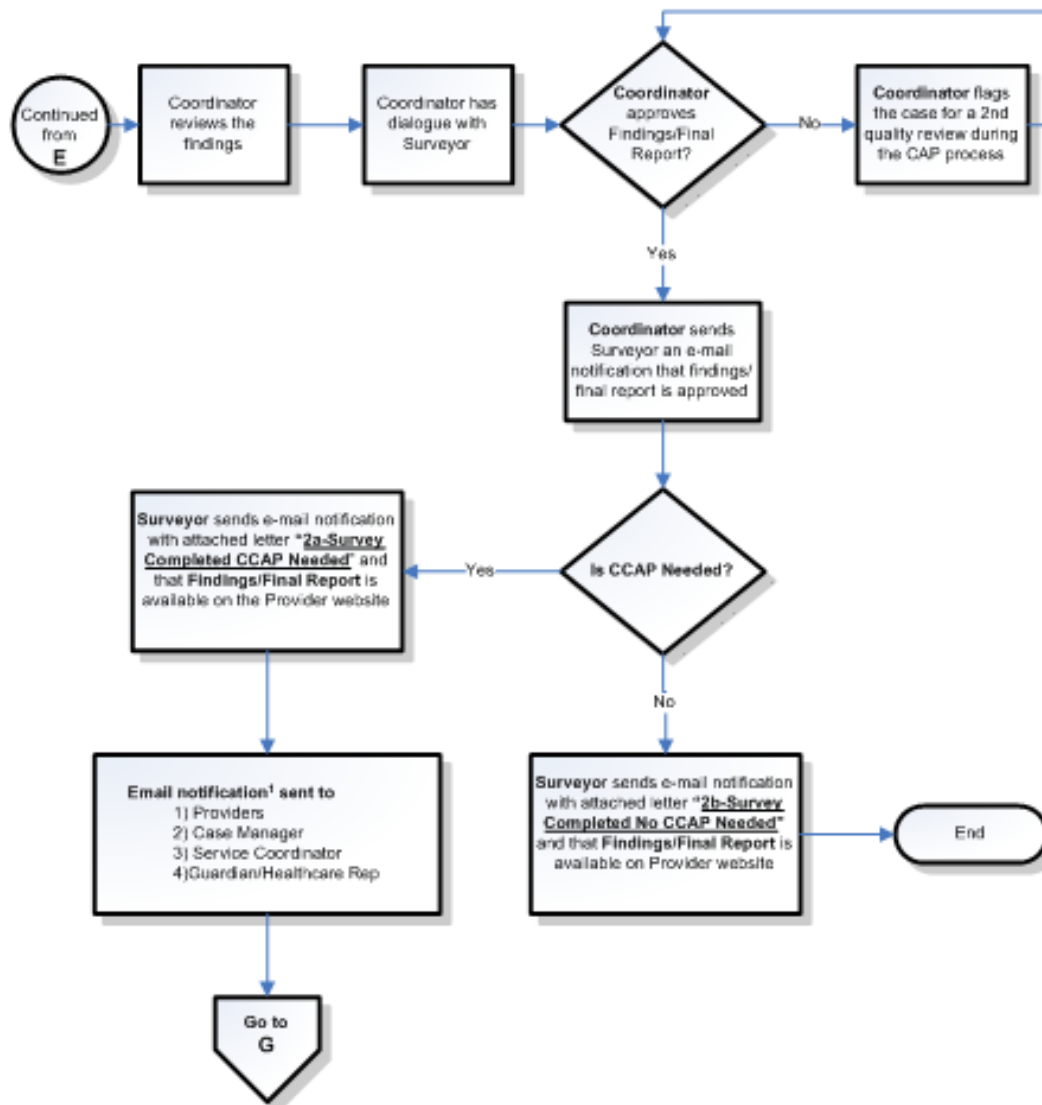 Continued
from
E
Coordinator
reviews the
findings
Coordinator has
dialogue with
Surveyor
Coordinator
approves
Findings/Final
Report?
No
Coordinator flags
the case for a 2nd
quality review during
the CAP process
Yes
Coordinator sends
Surveyor an e-mail
notification that findings/
final report is approved
Surveyor sends e-mail notification
with attached letter "2a-Survey
Completed CCAP Needed" and
that Findings/Final Report is
available on the Provider website
Yes
Is CCAP Needed?
No
Email notification¹ sent to
1) Providers
2) Case Manager
3) Service Coordinator
4)Guardian/Healthcare Rep
Surveyor sends e-mail notification
with attached letter "2b-Survey
Completed No CCAP Needed"
and that Findings/Final Report is
available on Provider website
End
Go to
G